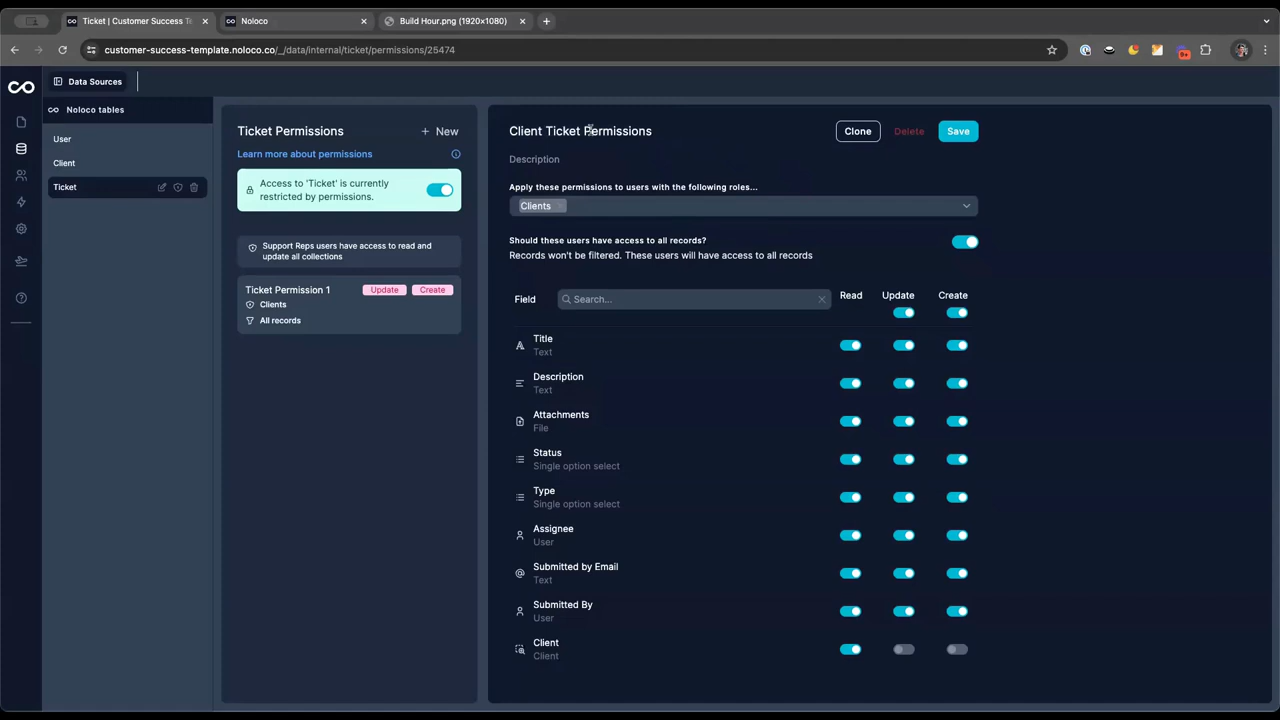 Ticket | Customer Success Te
Noloco
Build Hour.png (1920×1080)
customer-success-template.noloco.co/_/data/internal/ticket/permissions/25474
Data Sources
Noloco tables
User
Client
Ticket
Ticket Permissions
New
Learn more about permissions
Access to 'Ticket' is currently
restricted by permissions.
Support Reps users have access to read and
update all collections
Ticket Permission 1
Update
Create
Clients
All records
Client Ticket Permissions
Clone
Delete
Save
Description
Apply these permissions to users with the following roles...
Clients
Should these users have access to all records?
Records won't be filtered. These users will have access to all records
Field
Search...
Read
Update
Create
Title
Text
Description
Text
Attachments
File
Status
Single option select
Type
Single option select
Assignee
User
Submitted by Email
Text
Submitted By
User
Client
Client